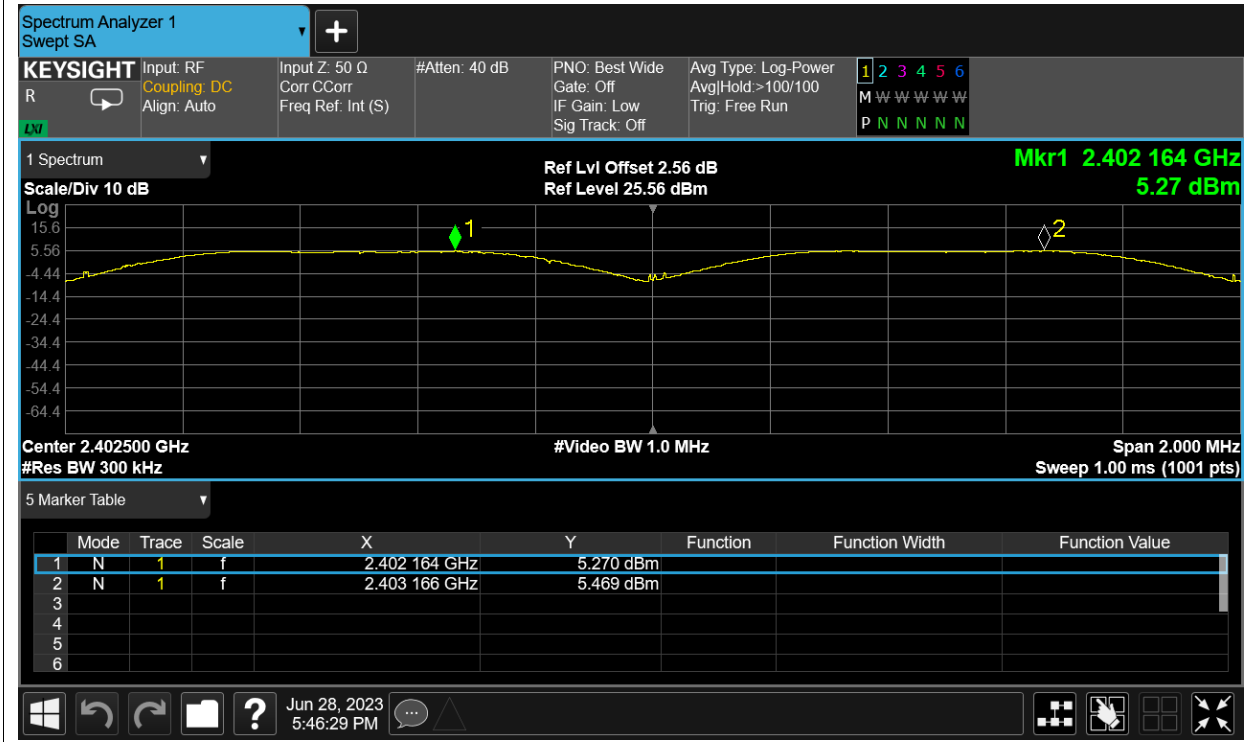 Spectrum Analyzer 1
Swept SA
+
KEYSIGHT Input: RF Input Z: 50 Ω #Atten: 40 dB PNO: Best Wide Avg Type: Log-Power 1 2 3 4 5 6
R Coupling: DC Corr CCorr Gate: Off Avg|Hold:>100/100 M W W W W W
Align: Auto Freq Ref: Int (S) IF Gain: Low Trig: Free Run
LXI Sig Track: Off P N N N N N
1 Spectrum
Ref Lvl Offset 2.56 dB Mkr1 2.402 164 GHz
Scale/Div 10 dB Ref Level 25.56 dBm 5.27 dBm
Log
15.6
1 2
5.56
-4.44
-14.4
-24.4
-34.4
-44.4
-54.4
-64.4
Center 2.402500 GHz #Video BW 1.0 MHz Span 2.000 MHz
#Res BW 300 kHz Sweep 1.00 ms (1001 pts)
5 Marker Table
Mode Trace Scale X Y Function Function Width Function Value
1 N 1 f 2.402 164 GHz 5.270 dBm
2 N 1 f 2.403 166 GHz 5.469 dBm
3
4
5
6
? Jun 28, 2023
5:46:29 PM